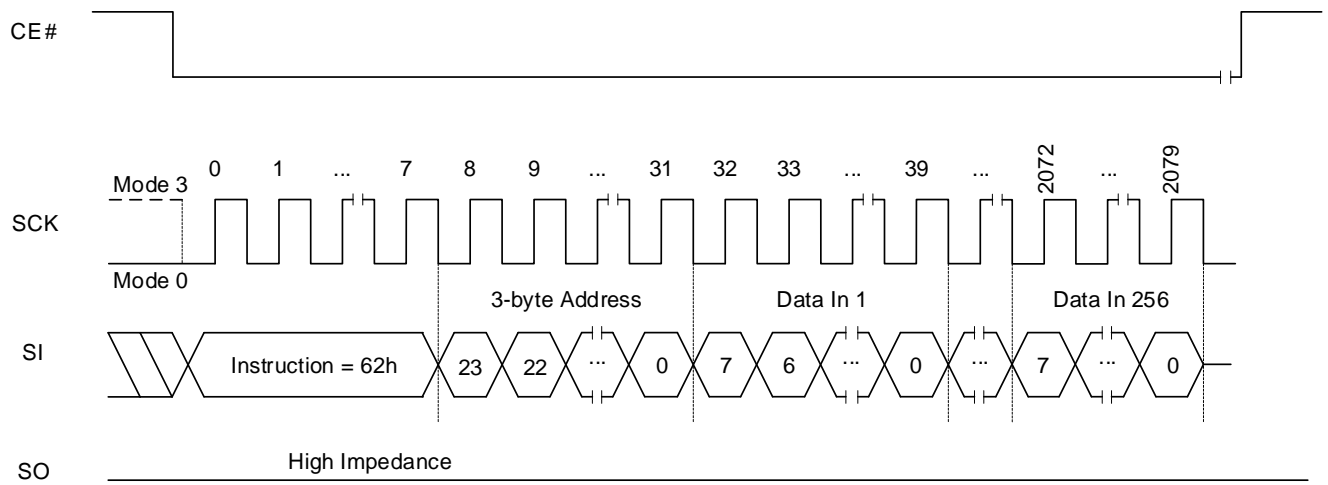 CE#
0 1 ... 7 8 9 ... 31 32 33 ... 39 ... 2072 ... 2079
Mode 3
SCK
Mode 0
3-byte Address Data In 1 Data In 256
SI Instruction = 62h 23 22 ... 0 7 6 ... 0 ... 7 ... 0
High Impedance
SO